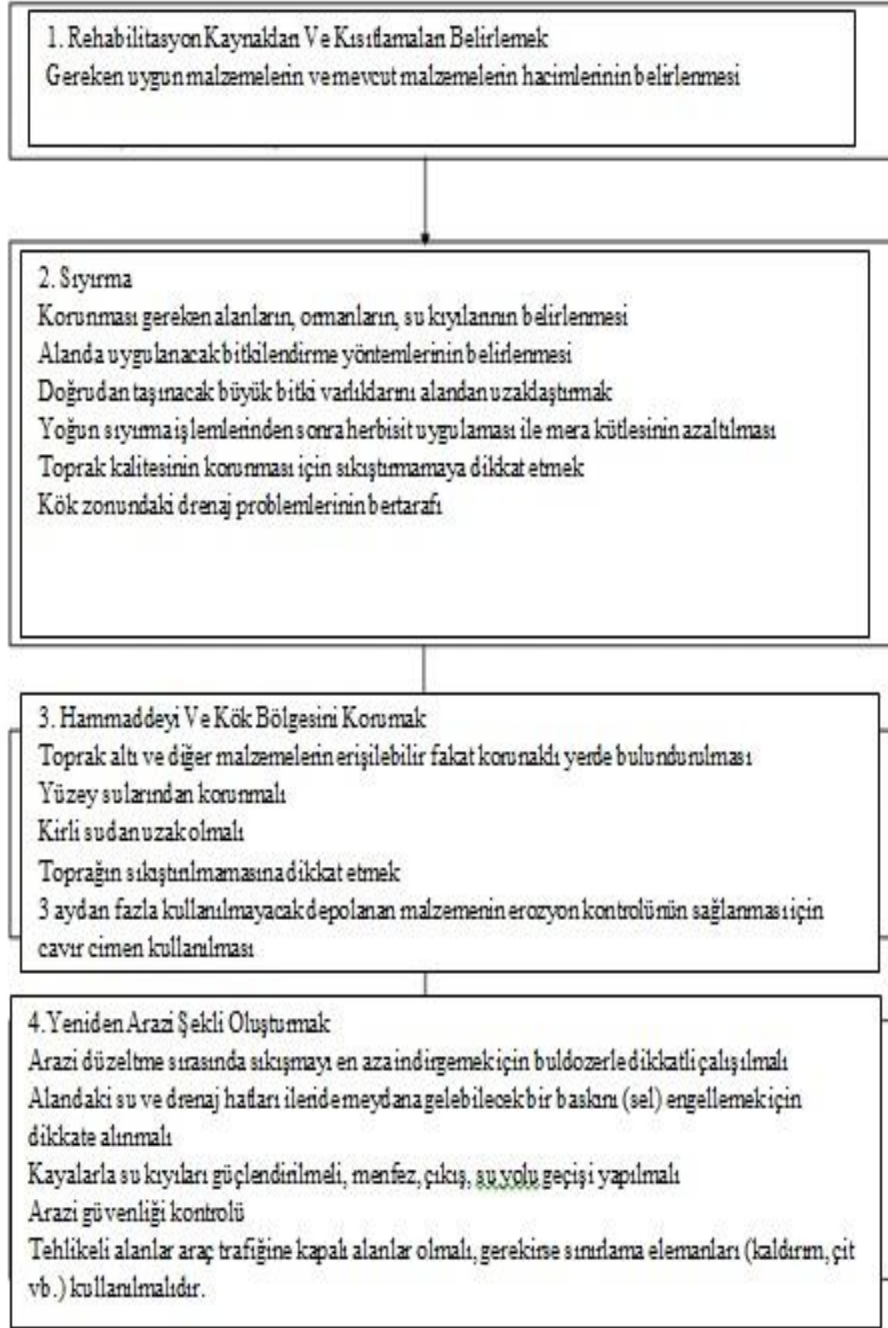 1. Rehabilitasyon Kaynakları Ve Kısıtlamaları Belirlemek
Gereken uygun malzemelerin ve mevcut malzemelerin hacimlerinin belirlenmesi
2. Sıyırma
Korunması gereken alanların, ormanların, su kıyılarının belirlenmesi
Alanda uygulanacak bitkilendirme yöntemlerinin belirlenmesi
Doğrudan taşınacak büyük bitki varlıklarını alandan uzaklaştırmak
Yoğun sıyırma işlemlerinden sonra herbisit uygulaması ile mera kütlesinin azaltılması
Toprak kalitesinin korunması için sıkıştırmamaya dikkat etmek
Kök zonundaki drenaj problemlerinin bertarafı
3. Hammaddeyi Ve Kök Bölgesini Korumak
Toprak altı ve diğer malzemelerin erişilebilir fakat korunaklı yerde bulundurulması
Yüzey sularından korunmalı
Kirli sudan uzak olmalı
Toprağın sıkıştırılmamasına dikkat etmek
3 aydan fazla kullanılmayacak depolanan malzemenin erozyon kontrolünün sağlanması için
çayır çimen kullanılması
4. Yeniden Arazi Şekli Oluşturmak
Arazi düzeltme sırasında sıkışmayı en aza indirgemek için buldozerle dikkatli çalışılmalı
Alandaki su ve drenaj hatları ileride meydana gelebilecek bir baskını (sel) engellemek için
dikkate alınmalı
Kayalarla su kıyıları güçlendirilmeli, menfez, çıkış, su yolu geçişi yapılmalı
Arazi güvenliği kontrolü
Tehlikeli alanlar araç trafiğine kapalı alanlar olmalı, gerekirse sınırlama elemanları (kaldırım, çit
vb.) kullanılmalıdır.